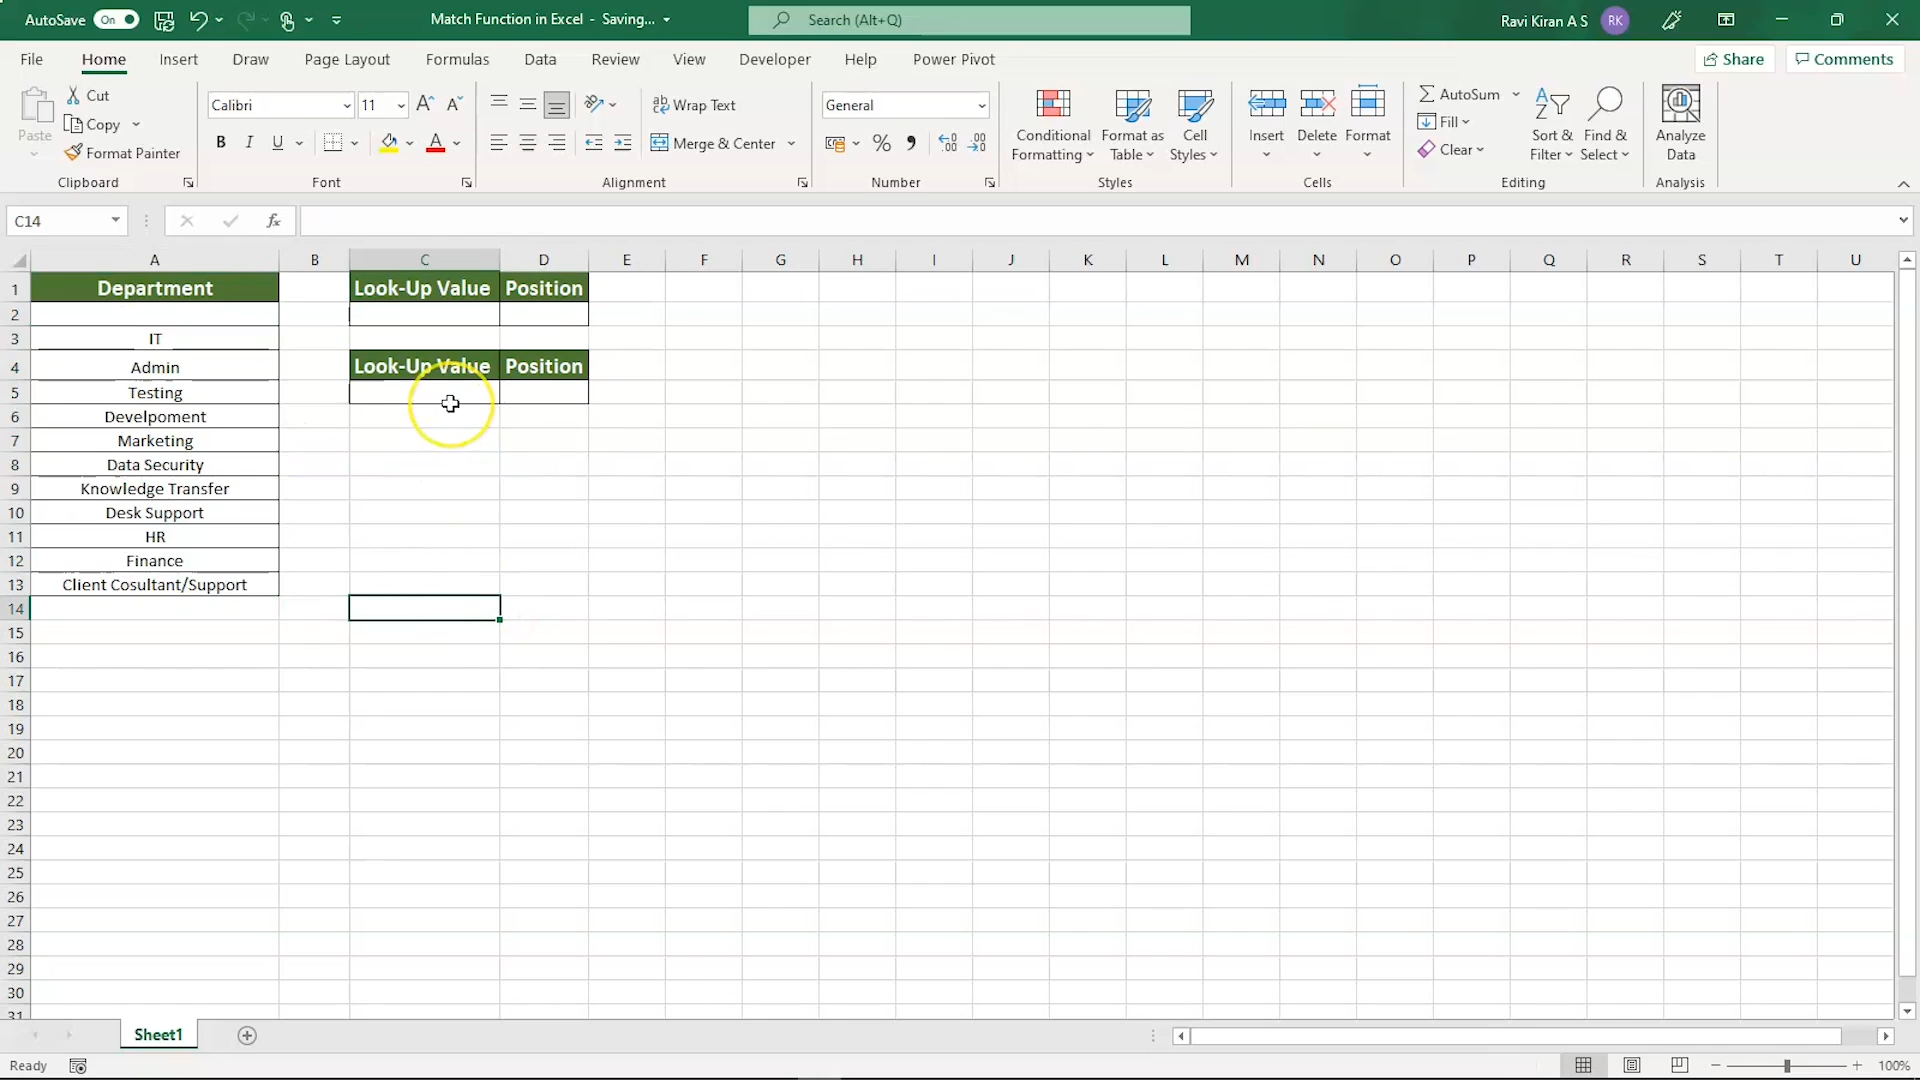 AutoSave On Match Function in Excel - Saving... Search (Alt+Q) Ravi Kiran A S RK
File Home Insert Draw Page Layout Formulas Data Review View Developer Help Power Pivot Share Comments
Paste
Cut
Copy
Format Painter
Clipboard
Calibri 11
B I U A
Font
Wrap Text
Merge & Center
Alignment
General
%
Number
Conditional Formatting
Format as Table
Cell Styles
Styles
Insert Delete Format
Cells
AutoSum
Fill
Clear
Sort & Filter
Find & Select
Editing
Analyze Data
Analysis
C14 fx
A B C D E F G H I J K L M N O P Q R S T U
1 Department Look-Up Value Position
2
3 IT
4 Admin Look-Up Value Position
5 Testing
6 Develpoment
7 Marketing
8 Data Security
9 Knowledge Transfer
10 Desk Support
11 HR
12 Finance
13 Client Cosultant/Support
14
15
16
17
18
19
20
21
22
23
24
25
26
27
28
29
30
31
Sheet1
Ready 100%